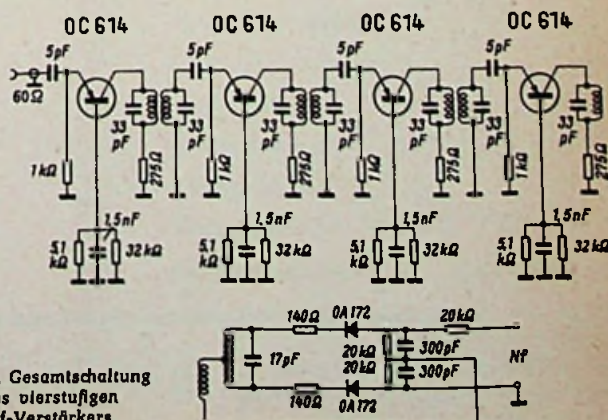 OC 614 OC 614 OC 614 OC 614
5pF 5pF 5pF 5pF
60Ω
33 pF 33 pF 33 pF 33 pF 33 pF 33 pF 33 pF
1kΩ 275Ω 1kΩ 275Ω 1kΩ 275Ω 1kΩ 275Ω
1,5nF 1,5nF 1,5nF 1,5nF
5,1 kΩ 32kΩ 5,1 kΩ 32kΩ 5,1 kΩ 32kΩ 5,1 kΩ 32kΩ
140Ω 0A172 20kΩ
17pF 20kΩ 300pF Nf
20kΩ 300pF
140Ω 0A172
Gesamtschaltung
vierstufigen
f-Verstärkers